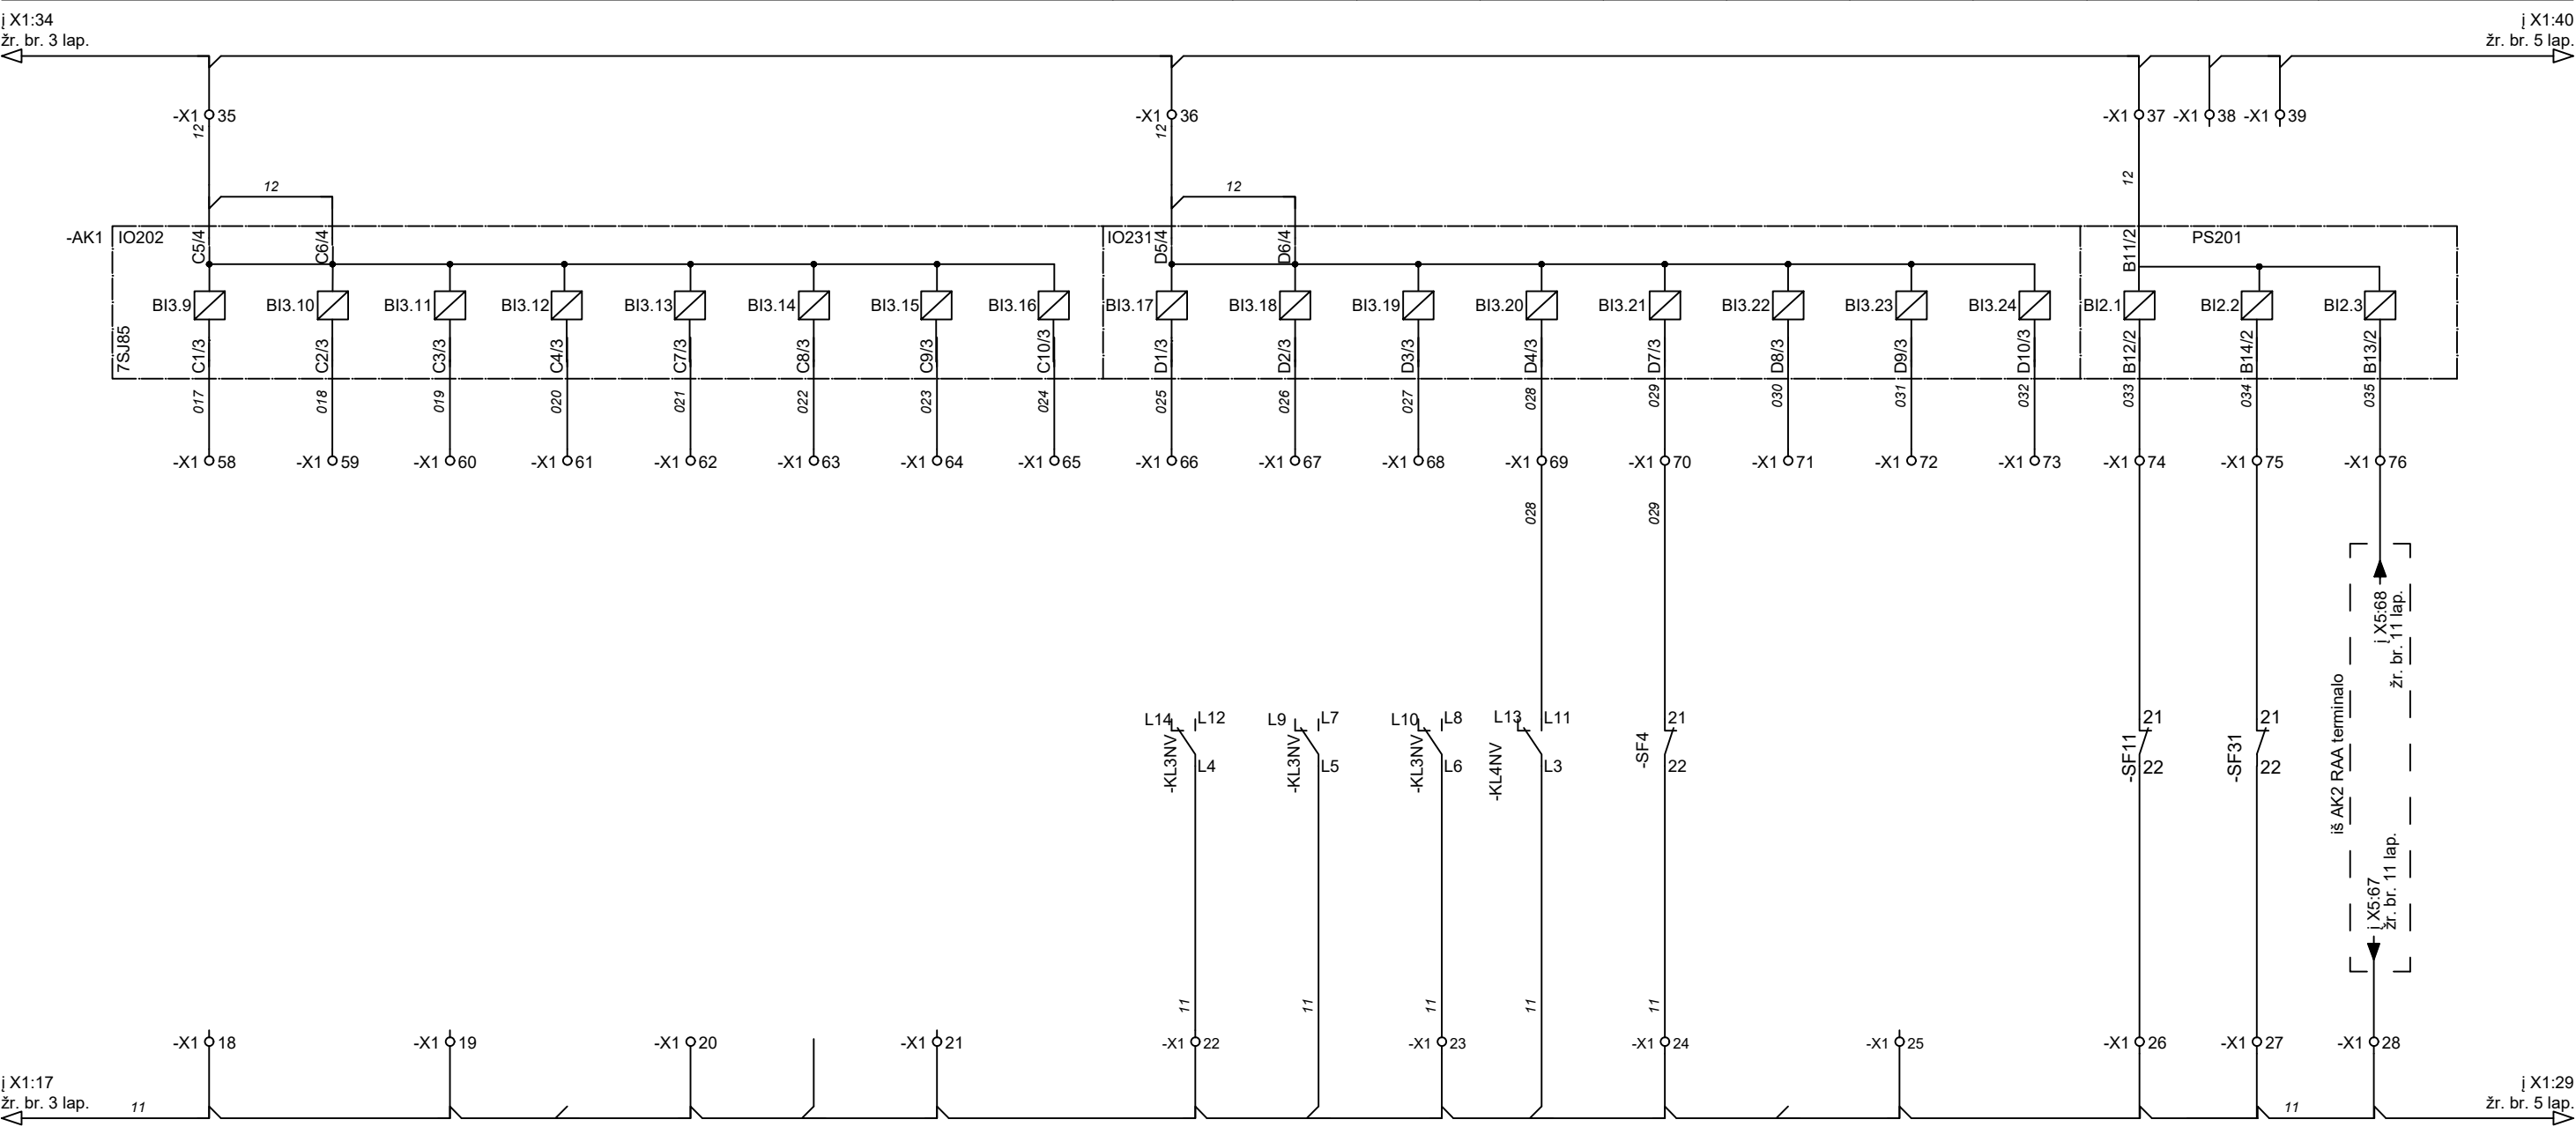 į X1:34
žr. br. 3 lap.
į X1:40
žr. br. 5 lap.
-X1 35
-X1 36
-X1 37 -X1 38 -X1 39
12
12
12
12
12
-AK1
IO202
IO231
PS201
7SJ85
C5/4
C6/4
D5/4
D6/4
B11/2
BI3.9
BI3.10
BI3.11
BI3.12
BI3.13
BI3.14
BI3.15
BI3.16
BI3.17
BI3.18
BI3.19
BI3.20
BI3.21
BI3.22
BI3.23
BI3.24
BI2.1
BI2.2
BI2.3
C1/3
C2/3
C3/3
C4/3
C7/3
C8/3
C9/3
C10/3
D1/3
D2/3
D3/3
D4/3
D7/3
D8/3
D9/3
D10/3
B12/2
B14/2
B13/2
017
018
019
020
021
022
023
024
025
026
027
028
029
030
031
032
033
034
035
-X1 58
-X1 59
-X1 60
-X1 61
-X1 62
-X1 63
-X1 64
-X1 65
-X1 66
-X1 67
-X1 68
-X1 69
-X1 70
-X1 71
-X1 72
-X1 73
-X1 74
-X1 75
-X1 76
028
029
L14 L12
-KL3NV
L4
L9 L7
-KL3NV
L5
L10 L8
-KL3NV
L6
L13 L11
-KL4NV
L3
21
-SF4
22
21
-SF11
22
21
-SF31
22
iš AK2 RAA terminalo
į X5:68
žr. br. 11 lap.
į X5:67
žr. br. 11 lap.
11
11
11
11
11
-X1 18
-X1 19
-X1 20
-X1 21
-X1 22
-X1 23
-X1 24
-X1 25
-X1 26
-X1 27
-X1 28
į X1:17
žr. br. 3 lap.
11
11
į X1:29
žr. br. 5 lap.